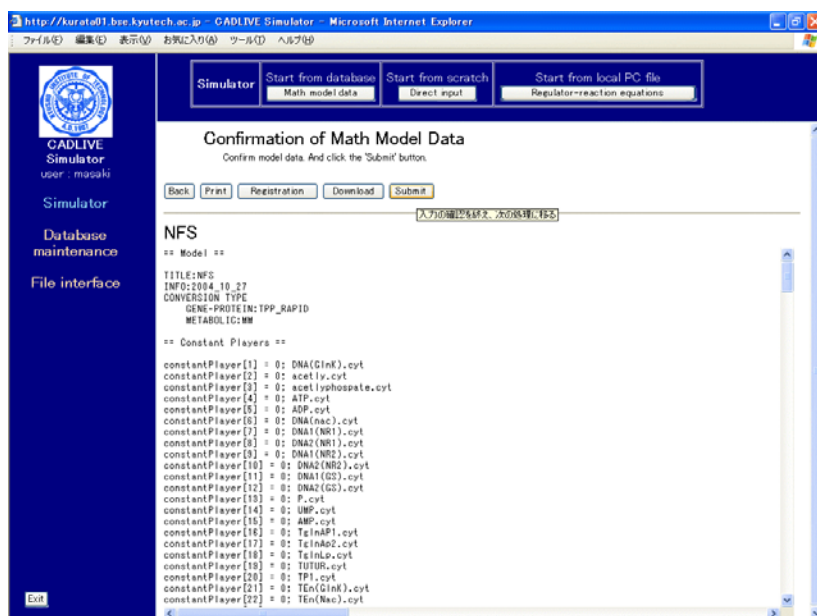 http://kurata01.bse.kyutech.ac.jp - CADLIVE Simulator - Microsoft Internet Explorer
ファイル(F) 編集(E) 表示(V) お気に入り(A) ツール(T) ヘルプ(H)
Simulator
Start from database
Math model data
Start from scratch
Direct input
Start from local PC file
Regulator-reaction equations
CADLIVE
Simulator
user : masaki
Simulator
Database
maintenance
File interface
Exit
Confirmation of Math Model Data
Confirm model data. And click the 'Submit' button.
Back Print Registration Download Submit
入力の確認を終え、次の処理に移る
NFS
== Model ==
TITLE:NFS
INFO:2004_10_27
CONVERSION TYPE
GENE-PROTEIN:TPP_RAPID
METABOLIC:MM
== Constant Players ==
constantPlayer[1] = 0; DNA(GlnK).cyt
constantPlayer[2] = 0; acetly.cyt
constantPlayer[3] = 0; acetlyphospate.cyt
constantPlayer[4] = 0; ATP.cyt
constantPlayer[5] = 0; ADP.cyt
constantPlayer[6] = 0; DNA(nac).cyt
constantPlayer[7] = 0; DNA1(NR1).cyt
constantPlayer[8] = 0; DNA2(NR1).cyt
constantPlayer[9] = 0; DNA1(NR2).cyt
constantPlayer[10] = 0; DNA2(NR2).cyt
constantPlayer[11] = 0; DNA1(GS).cyt
constantPlayer[12] = 0; DNA2(GS).cyt
constantPlayer[13] = 0; P.cyt
constantPlayer[14] = 0; UMP.cyt
constantPlayer[15] = 0; AMP.cyt
constantPlayer[16] = 0; TglnAP1.cyt
constantPlayer[17] = 0; TglnAp2.cyt
constantPlayer[18] = 0; TglnLp.cyt
constantPlayer[19] = 0; TUTUR.cyt
constantPlayer[20] = 0; TP1.cyt
constantPlayer[21] = 0; TEn(GlnK).cyt
constantPlayer[22] = 0; TEn(Nac).cyt